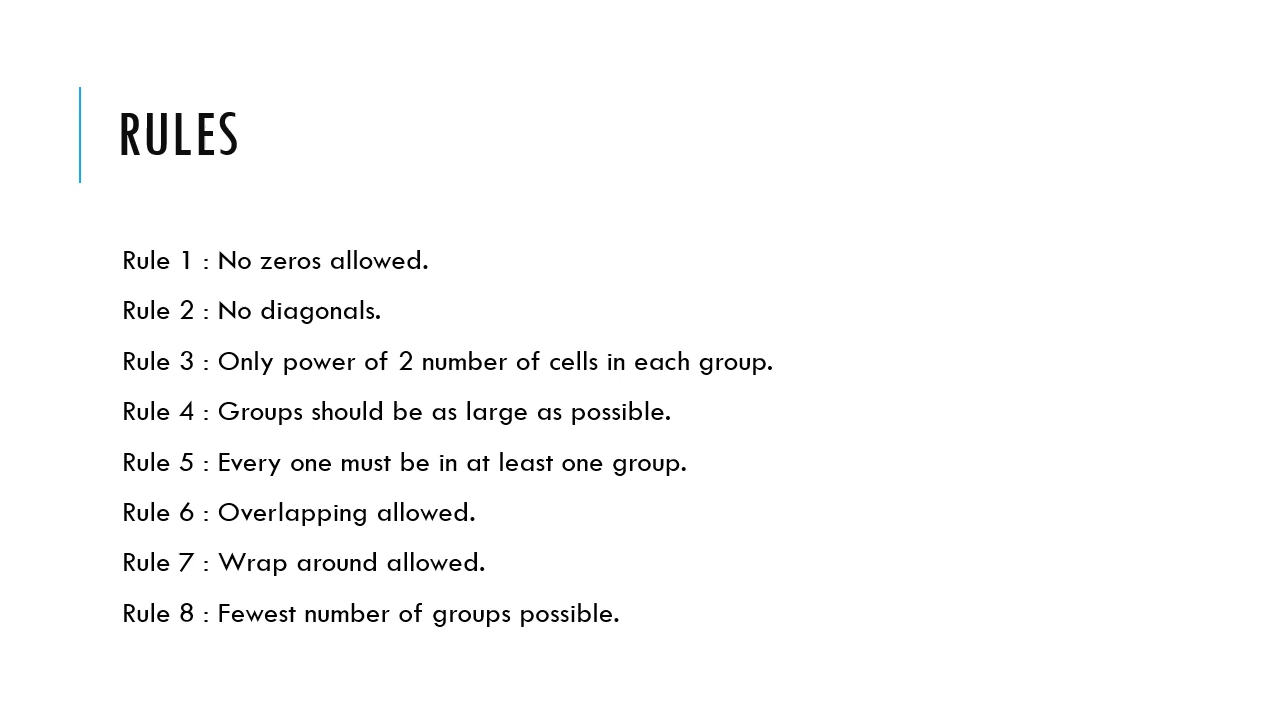 RULES
Rule 1 : No zeros allowed.
Rule 2 : No diagonals.
Rule 3 : Only power of 2 number of cells in each group.
Rule 4 : Groups should be as large as possible.
Rule 5 : Every one must be in at least one group.
Rule 6 : Overlapping allowed.
Rule 7 : Wrap around allowed.
Rule 8 : Fewest number of groups possible.